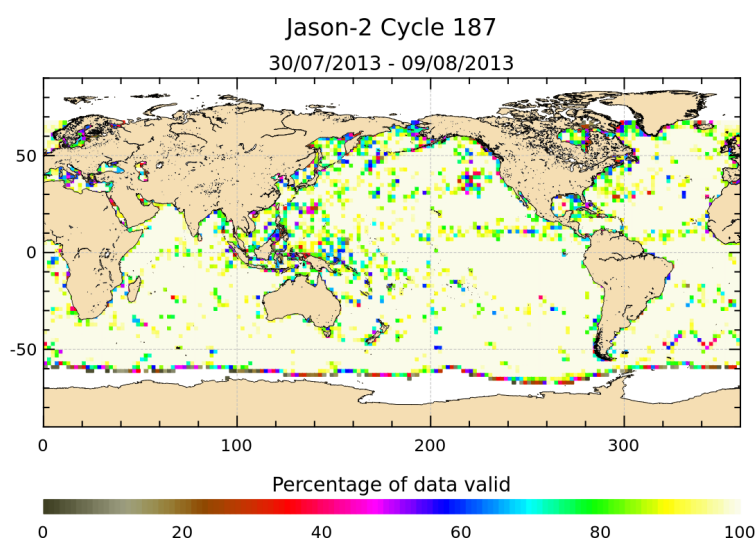 Jason-2 Cycle 187
30/07/2013 - 09/08/2013
50
0
-50
0 100 200 300
Percentage of data valid
0 20 40 60 80 100